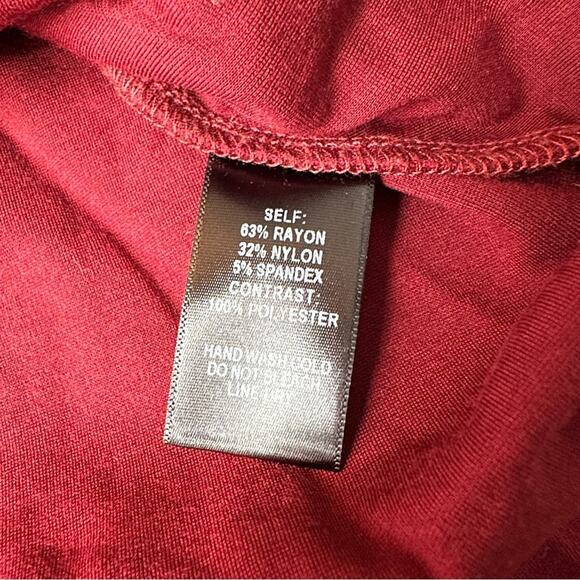 SELF:
63% RAYON
32% NYLON
5% SPANDEX
CONTRAST:
100% POLYESTER
HAND WASH COLD
DO NOT BLEACH
LINE DRY